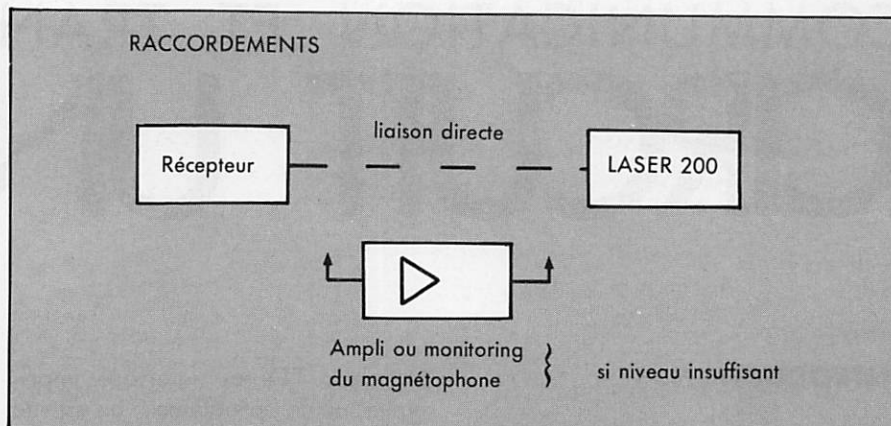 RACCORDEMENTS
liaison directe
Récepteur
LASER 200
Ampli ou monitoring
du magnétophone
si niveau insuffisant